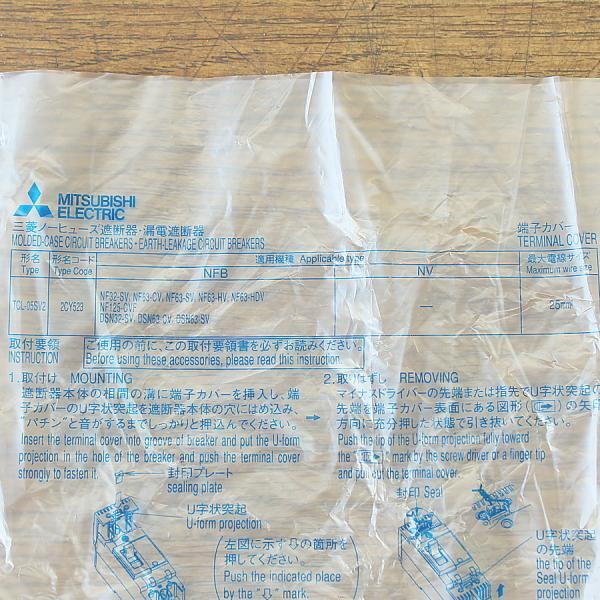 MITSUBISHI
ELECTRIC
三菱ノーヒューズ遮断器・漏電遮断器
MOLDED-CASE CIRCUIT BREAKERS・EARTH-LEAKAGE CIRCUIT BREAKERS
端子カバー
TERMINAL COVER
形名 形名コード 適用機種 Applicable type 最大電線サイズ
Type Type Code NFB NV Maximum wire size
TCL-05SV2 2CY523 NF32-SV, NF63-CV, NF63-SV, NF63-HV, NF63-HDV — 25mm
NF125-CVF
DSN32-SV, DSN63-CV, DSN63-SV
取付要領 ご使用の前に、この取付要領書を必ずお読みください。
INSTRUCTION Before using these accessories, please read this instruction.
1. 取付け MOUNTING
遮断器本体の相間の溝に端子カバーを挿入し、端
子カバーのU字状突起を遮断器本体の穴にはめ込み、
"パチン"と音がするまでしっかりと押込んでください。
Insert the terminal cover into groove of breaker and put the U-form
projection in the hole of the breaker and push the terminal cover
strongly to fasten it.
封印プレート
sealing plate
U字状突起
U-form projection
左図に示す⇩の箇所を
押してください。
Push the indicated place
by the "⇩" mark.
2. 取りはずし REMOVING
マイナスドライバーの先端または指先でU字状突起の
先端を端子カバー表面にある図形の矢印
方向に充分押した状態で引き抜いてください。
Push the tip of the U-form projection fully toward
the mark by the screw driver or a finger tip
and pull out the terminal cover.
封印 Seal
U字状突起
の先端
the tip of the
U-form projection
Seal